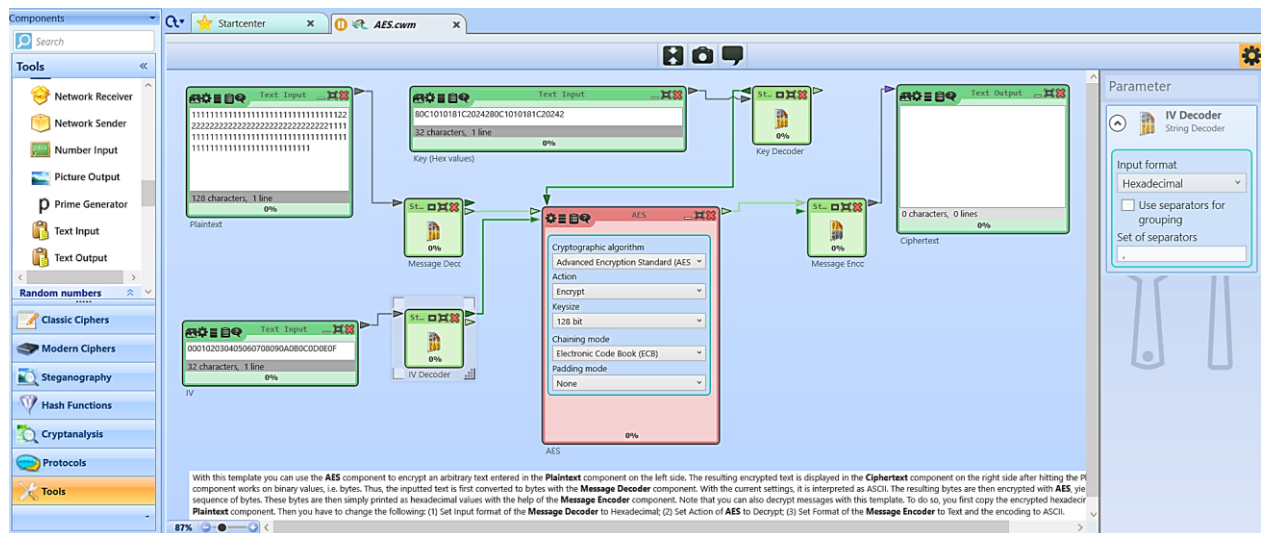 Components
Startcenter
AES.cwm
Search
Tools
Network Receiver
Network Sender
Number Input
Picture Output
Prime Generator
Text Input
Text Output
Random numbers
Classic Ciphers
Modern Ciphers
Steganography
Hash Functions
Cryptanalysis
Protocols
Tools
Text Input
128 characters, 1 line
0%
Plaintext
Text Input
80C1010181C2024280C1010181C20242
32 characters, 1 line
0%
Key (Hex values)
St...
0%
Key Decoder
Text Output
0 characters, 0 lines
0%
Ciphertext
St...
0%
Message Decc
AES
Cryptographic algorithm
Advanced Encryption Standard (AES
Action
Encrypt
Keysize
128 bit
Chaining mode
Electronic Code Book (ECB)
Padding mode
None
0%
AES
St...
0%
Message Encc
Text Input
000102030405060708090A0B0C0D0E0F
32 characters, 1 line
0%
IV
St...
0%
IV Decoder
With this template you can use the AES component to encrypt an arbitrary text entered in the Plaintext component on the left side. The resulting encrypted text is displayed in the Ciphertext component on the right side after hitting the Pl
component works on binary values, i.e. bytes. Thus, the inputted text is first converted to bytes with the Message Decoder component. With the current settings, it is interpreted as ASCII. The resulting bytes are then encrypted with AES, yie
sequence of bytes. These bytes are then simply printed as hexadecimal values with the help of the Message Encoder component. Note that you can also decrypt messages with this template. To do so, you first copy the encrypted hexadecir
Plaintext component. Then you have to change the following: (1) Set Input format of the Message Decoder to Hexadecimal; (2) Set Action of AES to Decrypt; (3) Set Format of the Message Encoder to Text and the encoding to ASCII.
87%
Parameter
IV Decoder
String Decoder
Input format
Hexadecimal
Use separators for
grouping
Set of separators
,